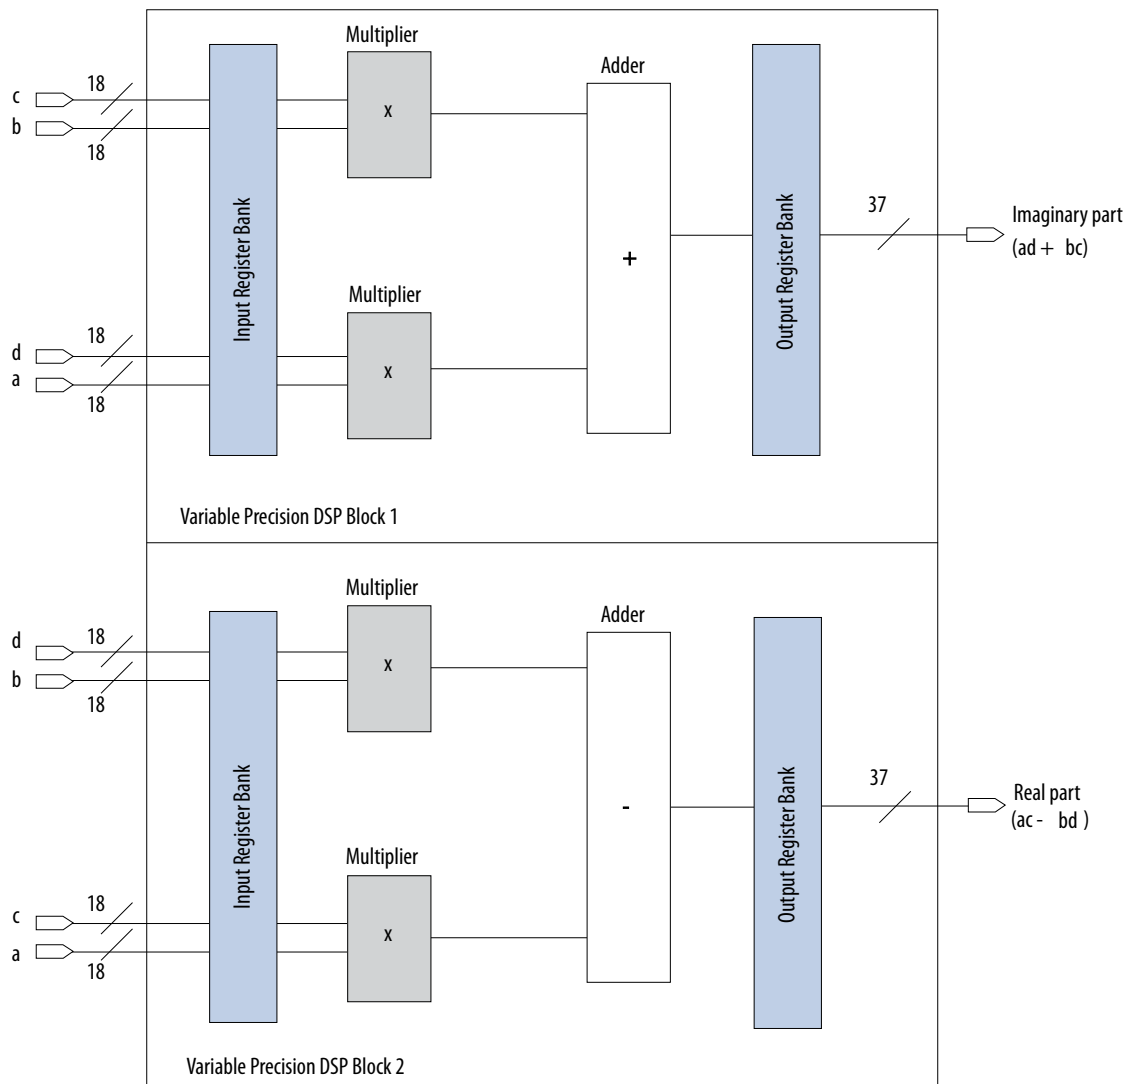 Multiplier
18
c
x
b
18
Adder
Input Register Bank
Output Register Bank
37
Imaginary part
(ad + bc)
+
Multiplier
18
d
x
a
18
Variable Precision DSP Block 1
Multiplier
18
d
x
b
18
Adder
Input Register Bank
Output Register Bank
37
Real part
(ac - bd )
-
Multiplier
18
c
x
a
18
Variable Precision DSP Block 2